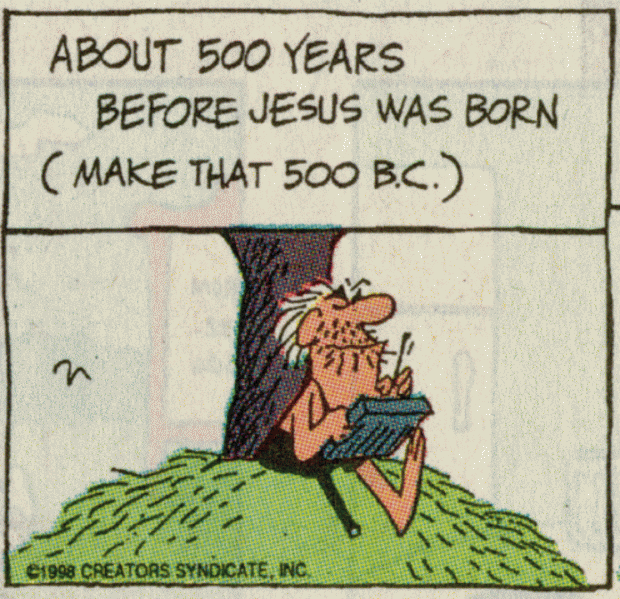 ABOUT 500 YEARS
BEFORE JESUS WAS BORN
(MAKE THAT 500 B.C.)
©1998 CREATORS SYNDICATE, INC.